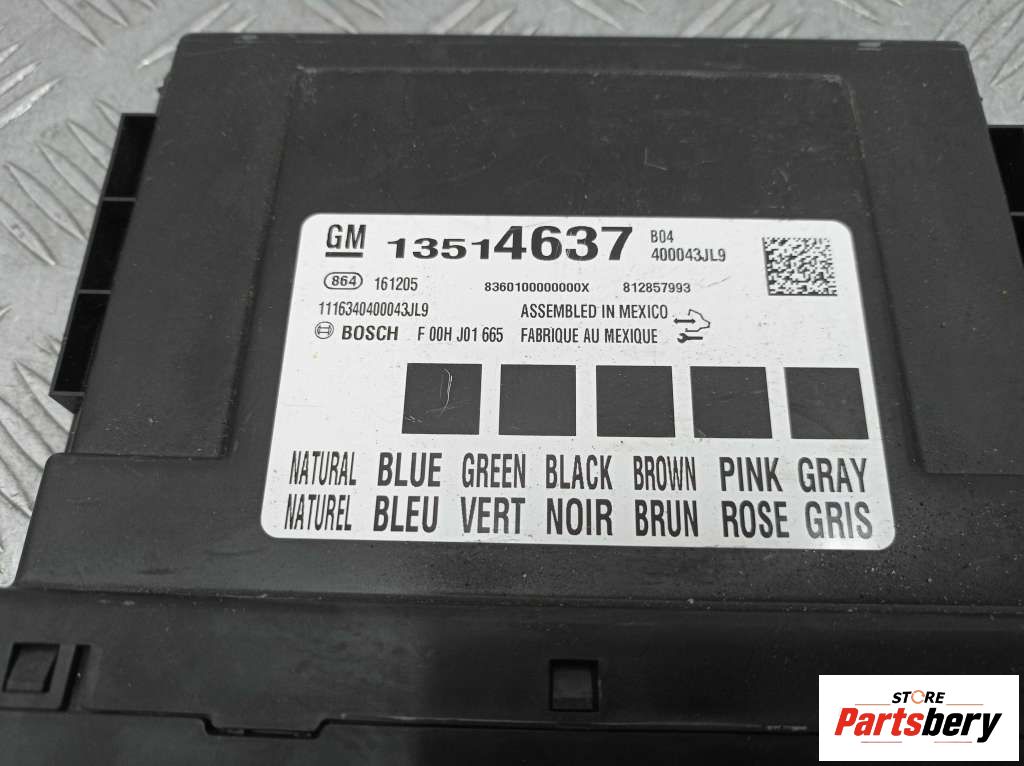 GM 13514637 B04
400043JL9
864 161205 8360100000000X 812857993
1116340400043JL9 ASSEMBLED IN MEXICO
BOSCH F 00H J01 665 FABRIQUE AU MEXIQUE
NATURAL BLUE GREEN BLACK BROWN PINK GRAY
NATUREL BLEU VERT NOIR BRUN ROSE GRIS
STORE
Partsbery